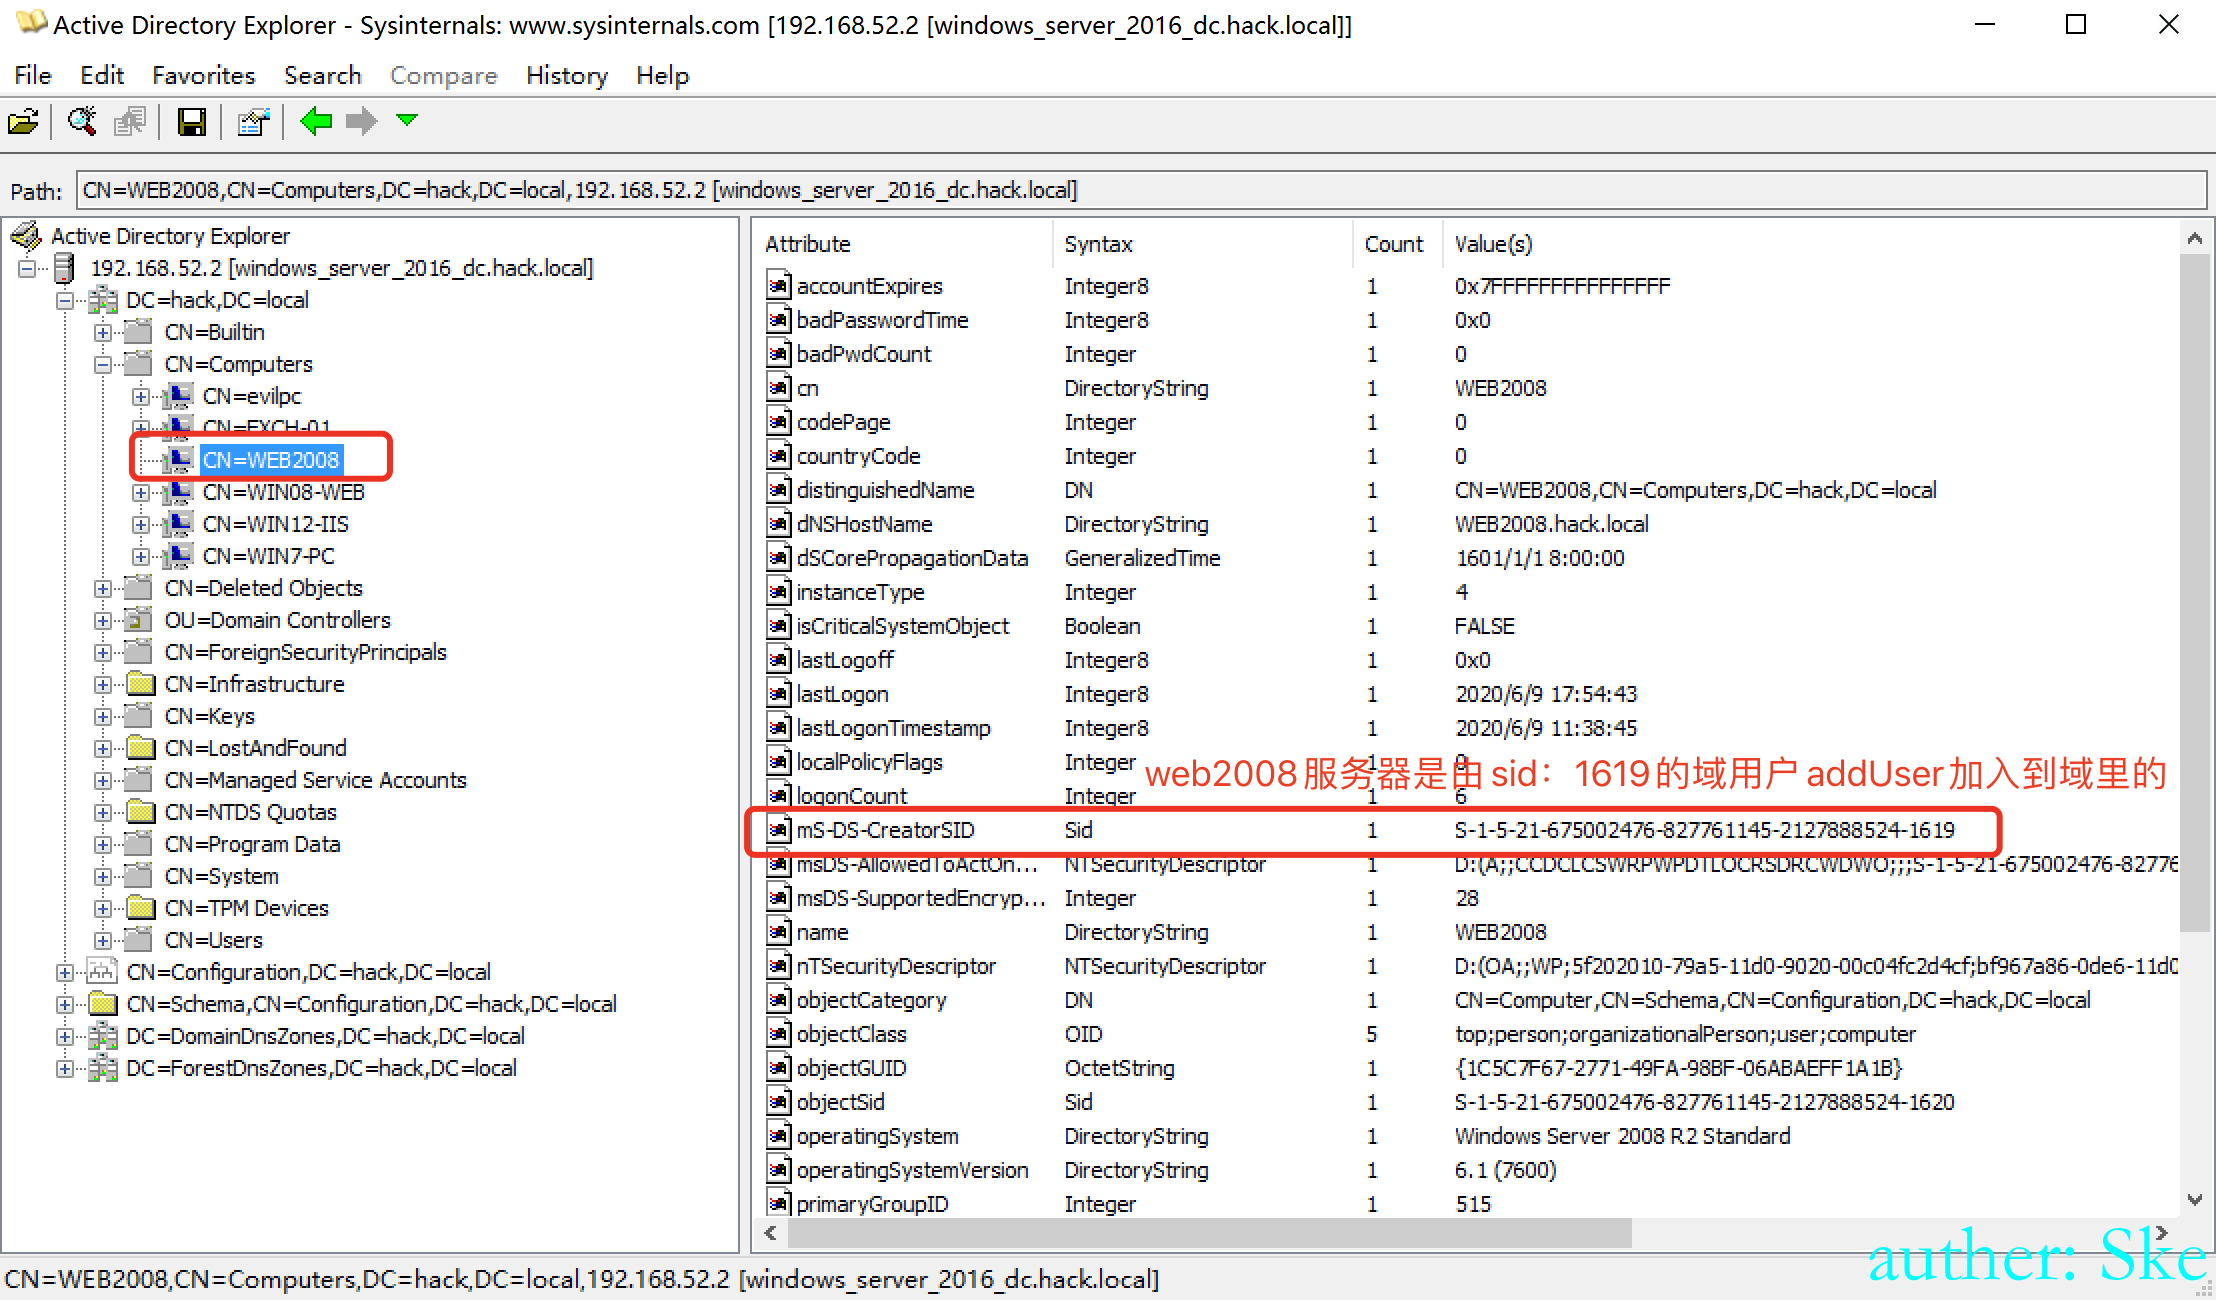 Active Directory Explorer - Sysinternals: www.sysinternals.com [192.168.52.2 [windows_server_2016_dc.hack.local]]
File Edit Favorites Search Compare History Help
Path: CN=WEB2008,CN=Computers,DC=hack,DC=local,192.168.52.2 [windows_server_2016_dc.hack.local]
Active Directory Explorer
192.168.52.2 [windows_server_2016_dc.hack.local]
DC=hack,DC=local
CN=Builtin
CN=Computers
CN=evilpc
CN=EXCH-01
CN=WEB2008
CN=WIN08-WEB
CN=WIN12-IIS
CN=WIN7-PC
CN=Deleted Objects
OU=Domain Controllers
CN=ForeignSecurityPrincipals
CN=Infrastructure
CN=Keys
CN=LostAndFound
CN=Managed Service Accounts
CN=NTDS Quotas
CN=Program Data
CN=System
CN=TPM Devices
CN=Users
CN=Configuration,DC=hack,DC=local
CN=Schema,CN=Configuration,DC=hack,DC=local
DC=DomainDnsZones,DC=hack,DC=local
DC=ForestDnsZones,DC=hack,DC=local
Attribute Syntax Count Value(s)
accountExpires Integer8 1 0x7FFFFFFFFFFFFFFF
badPasswordTime Integer8 1 0x0
badPwdCount Integer 1 0
cn DirectoryString 1 WEB2008
codePage Integer 1 0
countryCode Integer 1 0
distinguishedName DN 1 CN=WEB2008,CN=Computers,DC=hack,DC=local
dNSHostName DirectoryString 1 WEB2008.hack.local
dSCorePropagationData GeneralizedTime 1 1601/1/1 8:00:00
instanceType Integer 1 4
isCriticalSystemObject Boolean 1 FALSE
lastLogoff Integer8 1 0x0
lastLogon Integer8 1 2020/6/9 17:54:43
lastLogonTimestamp Integer8 1 2020/6/9 11:38:45
localPolicyFlags Integer 1 0
web2008服务器是由sid：1619的域用户addUser加入到域里的
logonCount Integer 1 6
mS-DS-CreatorSID Sid 1 S-1-5-21-675002476-827761145-2127888524-1619
msDS-AllowedToActOn... NTSecurityDescriptor 1 D:(A;;CCDCLCSWRPWPDTLOCRSDRCWDWO;;;S-1-5-21-675002476-82776
msDS-SupportedEncryp... Integer 1 28
name DirectoryString 1 WEB2008
nTSecurityDescriptor NTSecurityDescriptor 1 D:(OA;;WP;5f202010-79a5-11d0-9020-00c04fc2d4cf;bf967a86-0de6-11d0
objectCategory DN 1 CN=Computer,CN=Schema,CN=Configuration,DC=hack,DC=local
objectClass OID 5 top;person;organizationalPerson;user;computer
objectGUID OctetString 1 {1C5C7F67-2771-49FA-98BF-06ABAEFF1A1B}
objectSid Sid 1 S-1-5-21-675002476-827761145-2127888524-1620
operatingSystem DirectoryString 1 Windows Server 2008 R2 Standard
operatingSystemVersion DirectoryString 1 6.1 (7600)
primaryGroupID Integer 1 515
auther: Ske
CN=WEB2008,CN=Computers,DC=hack,DC=local,192.168.52.2 [windows_server_2016_dc.hack.local]